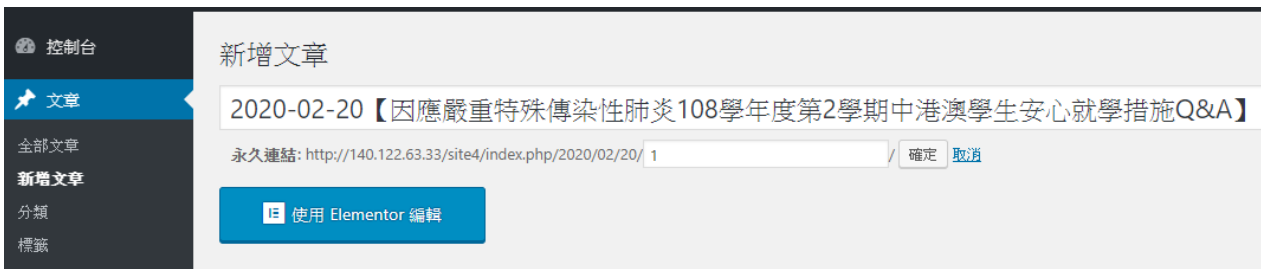 控制台
新增文章
文章
2020-02-20【因應嚴重特殊傳染性肺炎108學年度第2學期中港澳學生安心就學措施Q&A】
全部文章
永久連結: http://140.122.63.33/site4/index.php/2020/02/20/ 1 / 確定 取消
新增文章
分類
使用 Elementor 編輯
標籤